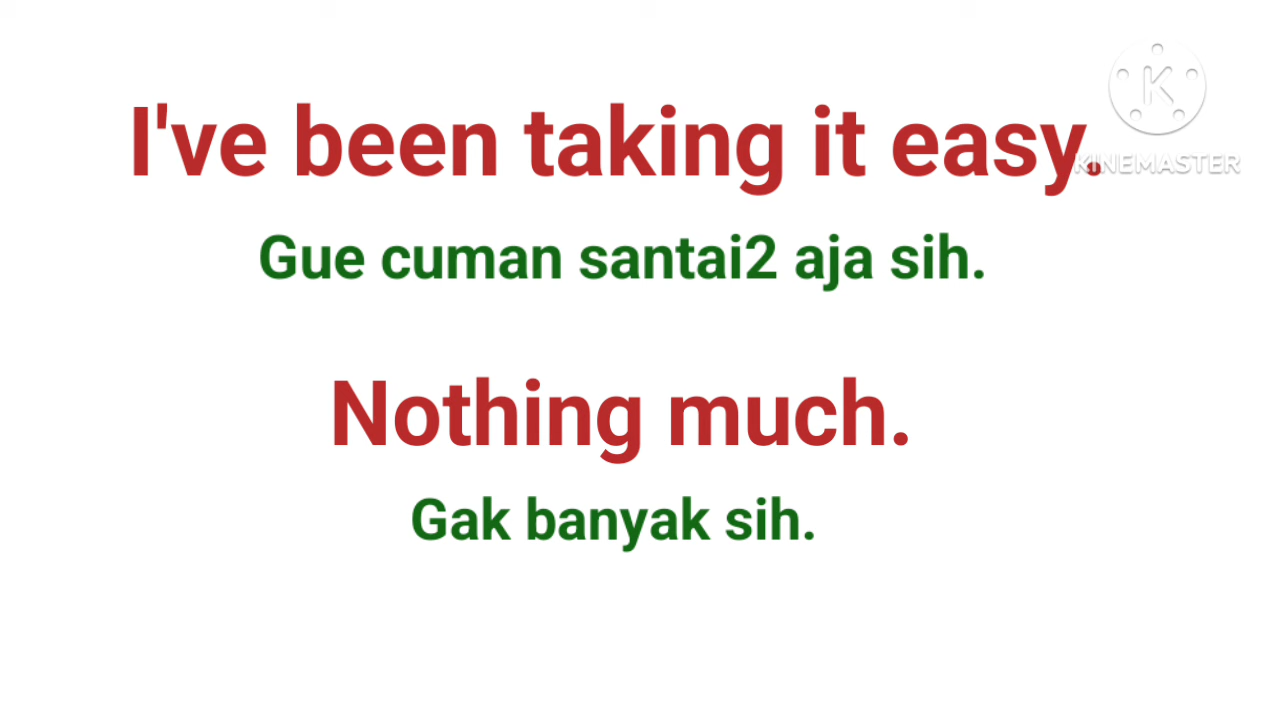 I've been taking it easy.
KINEMASTER
Gue cuman santai2 aja sih.
Nothing much.
Gak banyak sih.